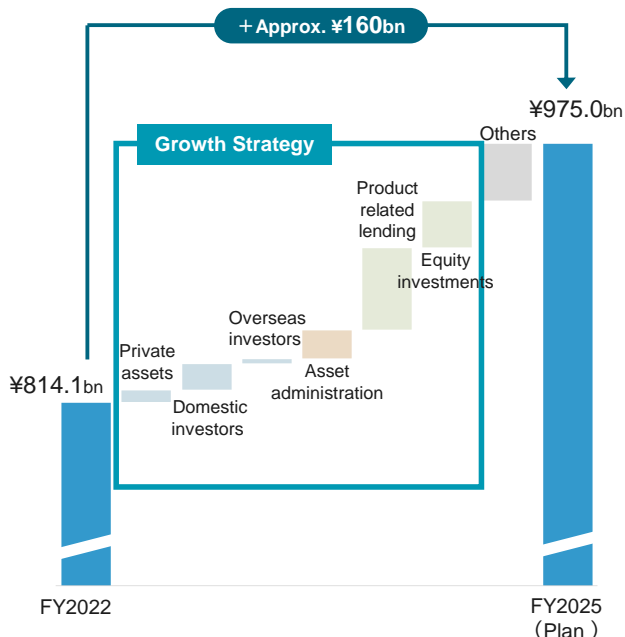 +Approx. ¥160bn
¥975.0bn
Others
Growth Strategy
Product
related
lending
Equity
investments
Overseas
investors
Private
assets
Asset
administration
¥814.1bn
Domestic
investors
FY2022
FY2025
(Plan )